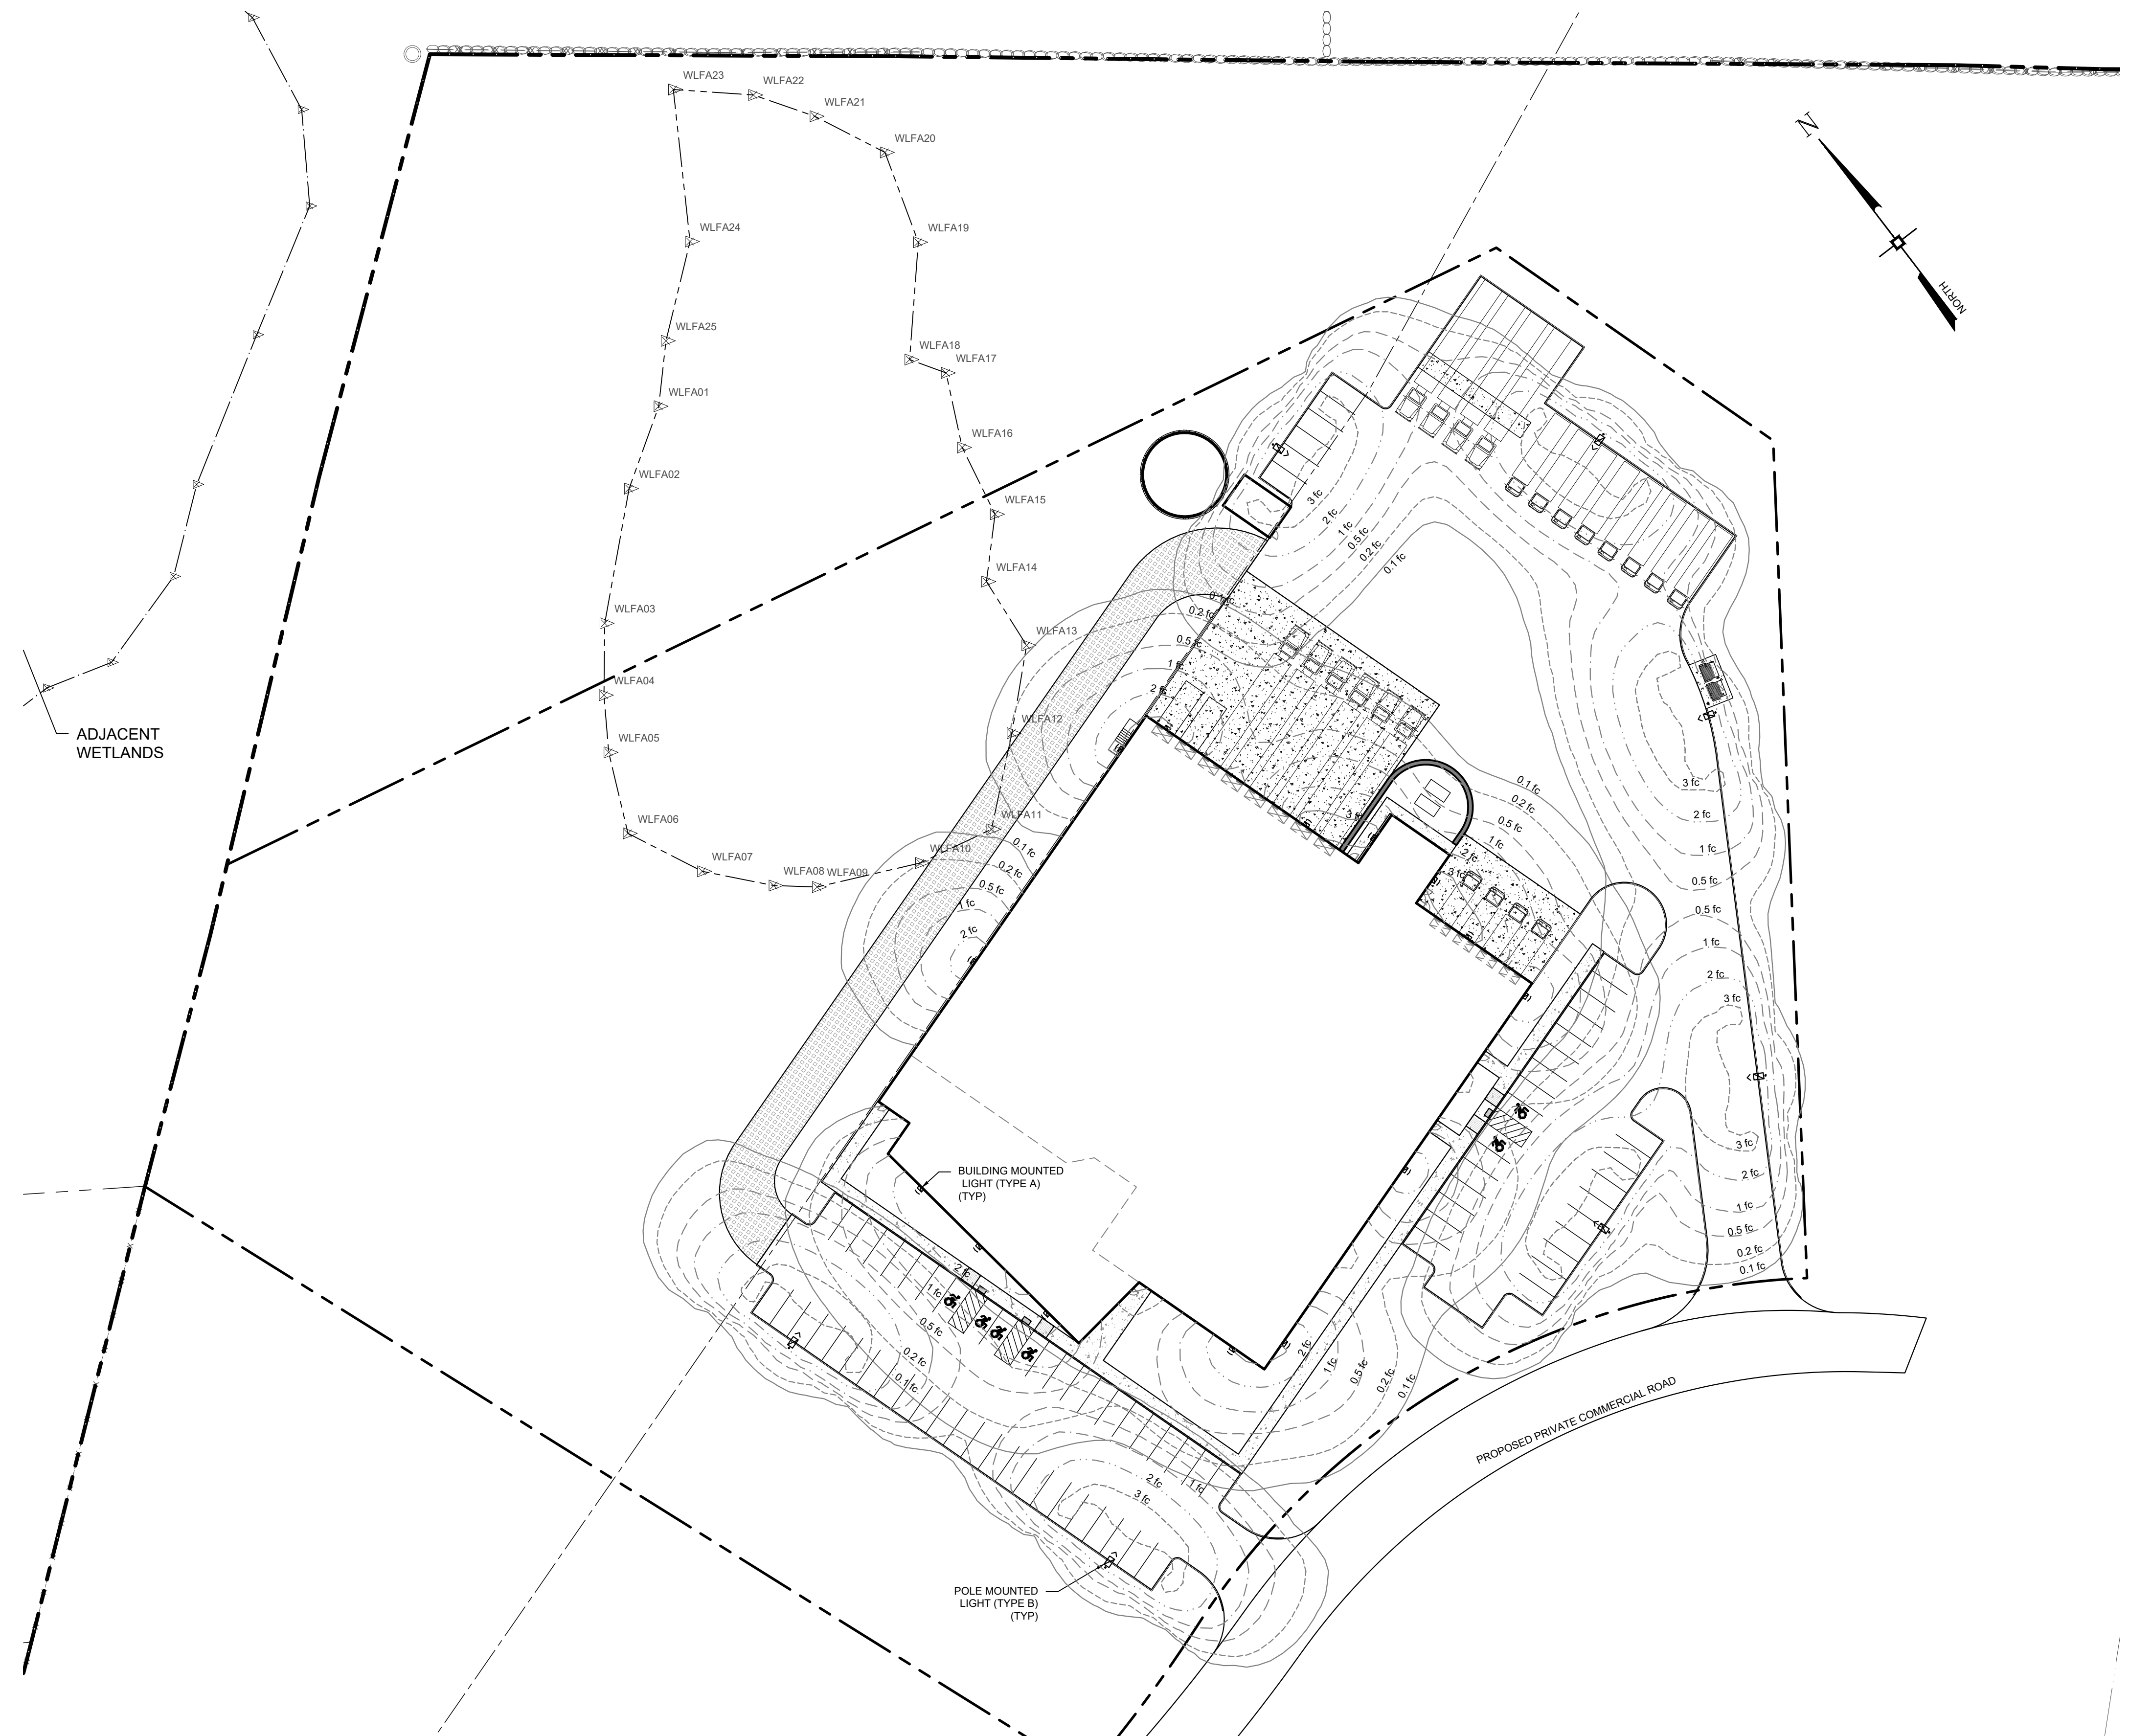 WLFA23
WLFA22
WLFA21
WLFA20
N
WLFA24
WLFA19
NORTH
WLFA25
WLFA18
WLFA17
WLFA01
WLFA16
WLFA02
WLFA15
3 fc
2 fc
1 fc
0.5 fc
0.2 fc
0.1 fc
WLFA14
WLFA03
0.1 fc
0.2 fc
0.5 fc
1 fc
2 fc
WLFA13
WLFA04
WLFA12
ADJACENT
WETLANDS
WLFA05
WLFA06
WLFA11
WLFA10
WLFA07
WLFA08
WLFA09
0.1 fc
0.2 fc
0.5 fc
1 fc
2 fc
3 fc
0.1 fc
0.2 fc
0.5 fc
1 fc
2 fc
3 fc
3 fc
2 fc
1 fc
0.5 fc
0.5 fc
1 fc
2 fc
3 fc
3 fc
2 fc
1 fc
0.5 fc
0.2 fc
0.1 fc
BUILDING MOUNTED
LIGHT (TYPE A)
(TYP)
2 fc
1 fc
0.5 fc
0.2 fc
0.1 fc
2 fc
1 fc
0.5 fc
0.2 fc
0.1 fc
PROPOSED PRIVATE COMMERCIAL ROAD
2 fc
1 fc
3 fc
POLE MOUNTED
LIGHT (TYPE B)
(TYP)